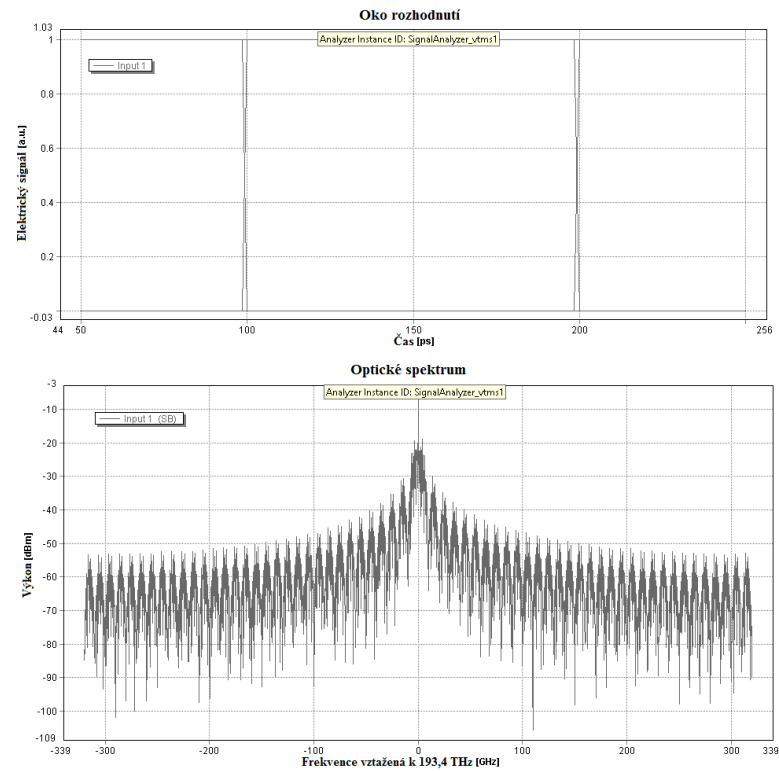 Oko rozhodnutí
1.03
1
Analyzer Instance ID: SignalAnalyzer_vtms1
Input 1
0.8
0.6
0.4
0.2
-0.03
Elektrický signál [a.u.]
44 50 100 150 200 256
Čas [ps]
Optické spektrum
-3
Analyzer Instance ID: SignalAnalyzer_vtms1
-10
Input 1 (SB)
-20
-30
-40
-50
-60
-70
-80
-90
-100
-109
Výkon [dBm]
-339 -300 -200 -100 0 100 200 300 339
Frekvence vztažená k 193,4 THz [GHz]